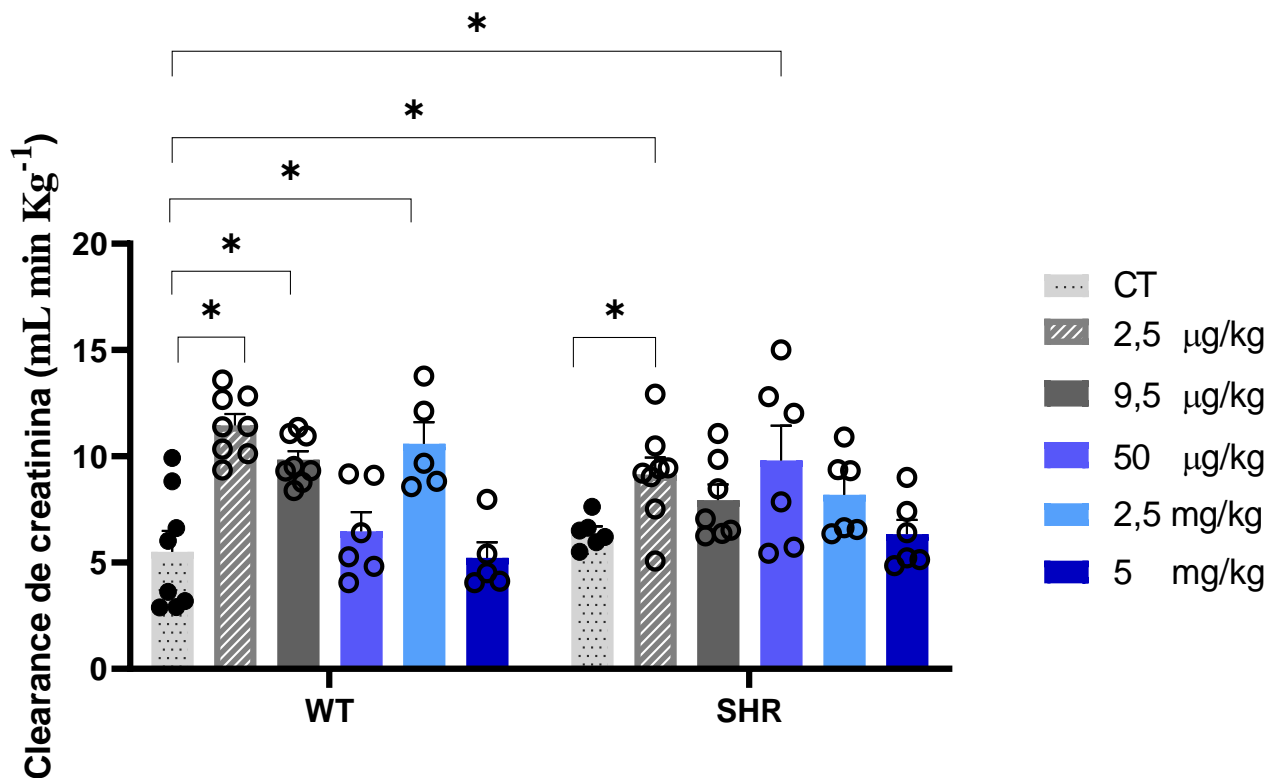 *
*
*
*
*
*
Clearance de creatinina (mL min Kg⁻¹)
20
15
10
5
0
WT
SHR
CT
2,5 μg/kg
9,5 μg/kg
50 μg/kg
2,5 mg/kg
5 mg/kg